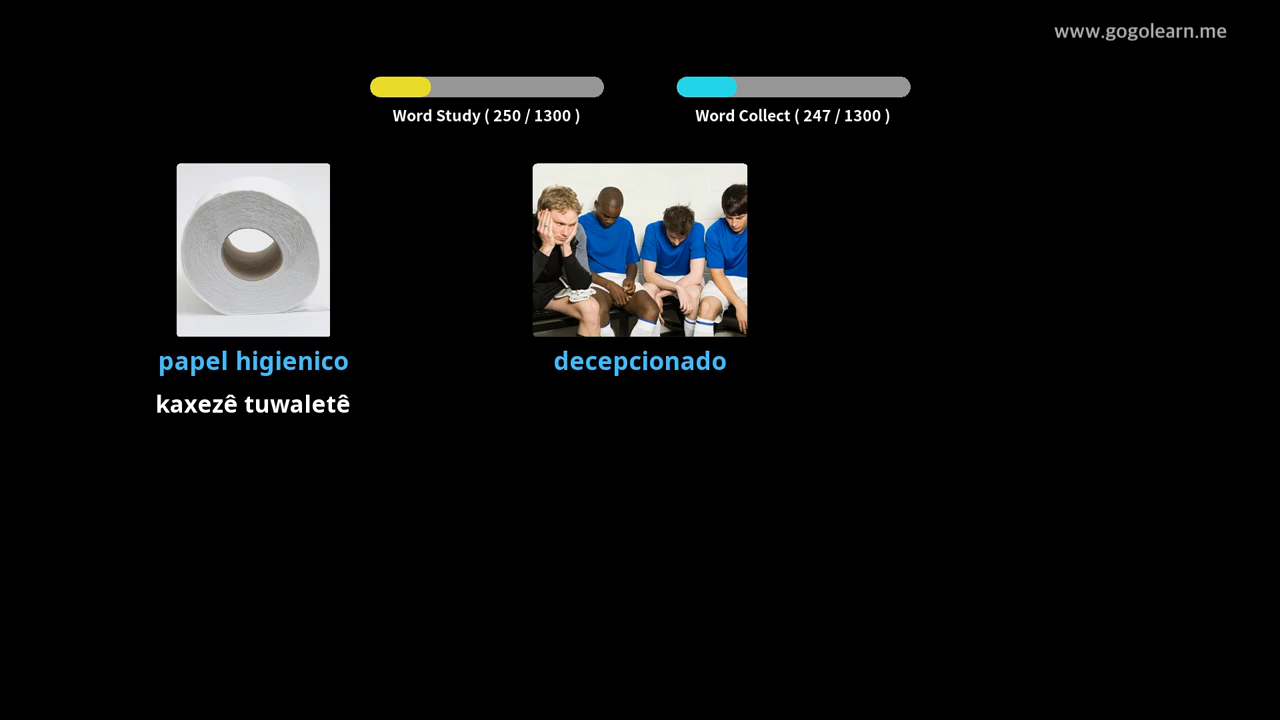 www.gogolearn.me
Word Study ( 250 / 1300 )
Word Collect ( 247 / 1300 )
papel higienico
decepcionado
kaxezê tuwaletê